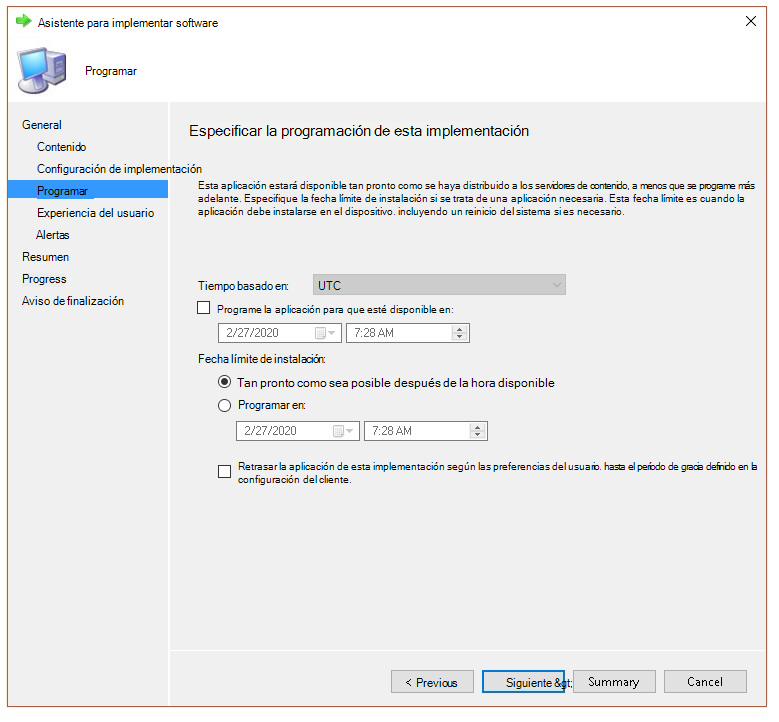 Asistente para implementar software
Programar
General
Contenido
Configuración de implementación
Programar
Experiencia del usuario
Alertas
Resumen
Progress
Aviso de finalización
Especificar la programación de esta implementación
Esta aplicación estará disponible tan pronto como se haya distribuido a los servidores de contenido, a menos que se programe más
adelante. Especifique la fecha límite de instalación si se trata de una aplicación necesaria. Esta fecha límite es cuando la
aplicación debe instalarse en el dispositivo. incluyendo un reinicio del sistema si es necesario.
Tiempo basado en: UTC
Programe la aplicación para que esté disponible en:
2/27/2020 7:28 AM
Fecha límite de instalación:
Tan pronto como sea posible después de la hora disponible
Programar en:
2/27/2020 7:28 AM
Retrasar la aplicación de esta implementación según las preferencias del usuario. hasta el período de gracia definido en la
configuración del cliente.
< Previous Siguiente &gt; Summary Cancel